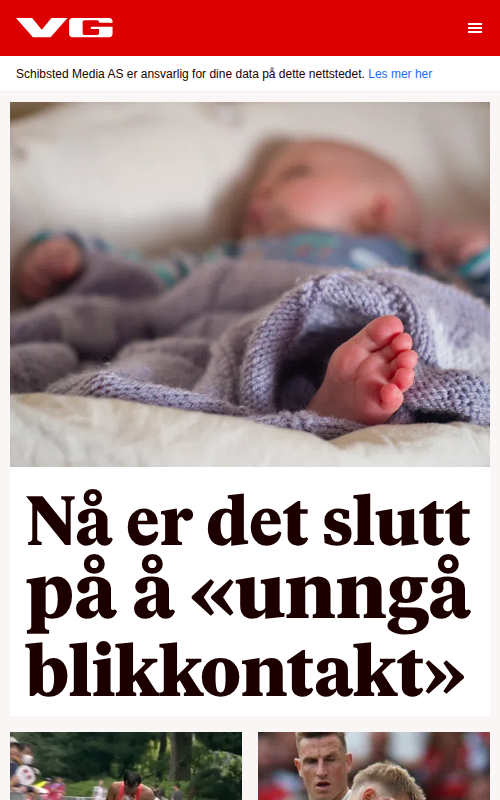 VG
Schibsted Media AS er ansvarlig for dine data på dette nettstedet. Les mer her
Nå er det slutt
på å «unngå
blikkontakt»